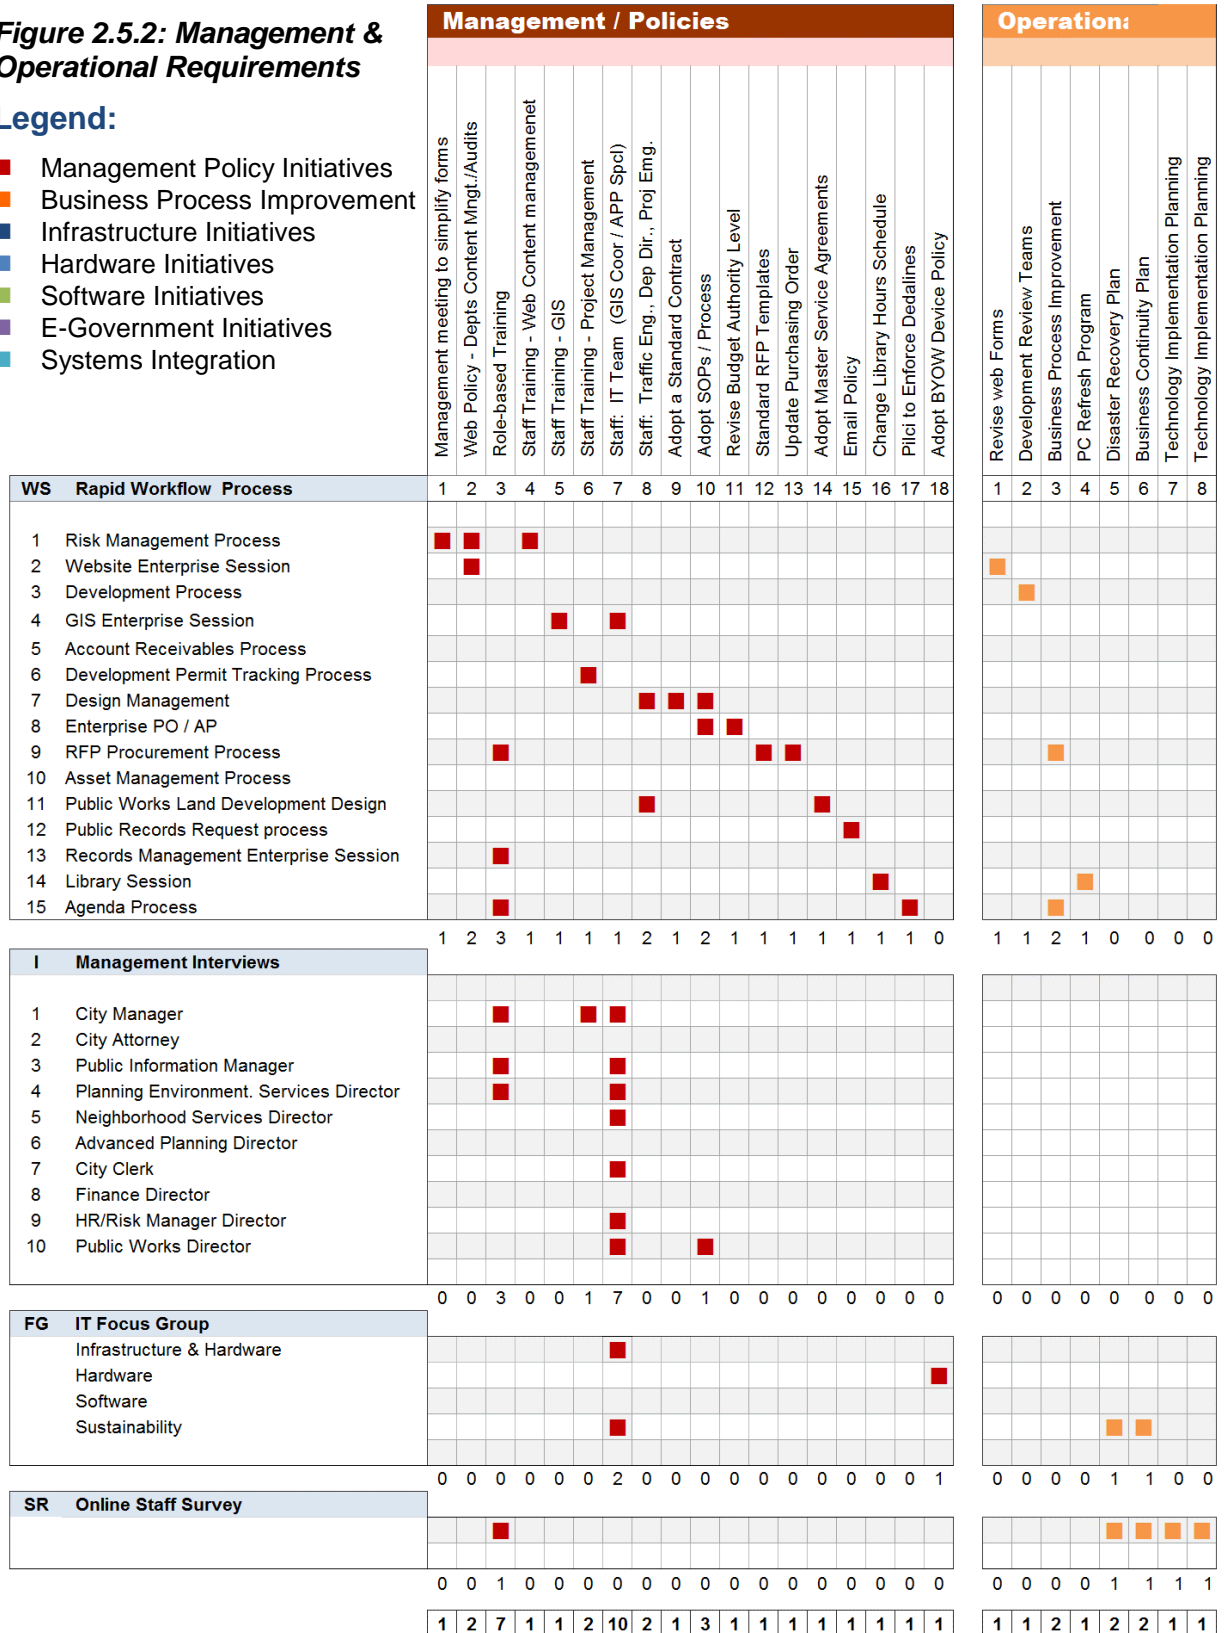 Figure 2.5.2: Management &
Operational Requirements
Legend:
Management Policy Initiatives
Business Process Improvement
Infrastructure Initiatives
Hardware Initiatives
Software Initiatives
E-Government Initiatives
Systems Integration
Management / Policies
Operationa
Management meeting to simplify forms
Web Policy - Depts Content Mngt./Audits
Role-based Training
Staff Training - Web Content managemenet
Staff Training - GIS
Staff Training - Project Management
Staff: IT Team (GIS Coor / APP Spcl)
Staff: Traffic Eng., Dep Dir., Proj Emg.
Adopt a Standard Contract
Adopt SOPs / Process
Revise Budget Authority Level
Standard RFP Templates
Update Purchasing Order
Adopt Master Service Agreements
Email Policy
Change Library Hours Schedule
Pilci to Enforce Dedalines
Adopt BYOW Device Policy
Revise web Forms
Development Review Teams
Business Process Improvement
PC Refresh Program
Disaster Recovery Plan
Business Continuity Plan
Technology Implementation Planning
Technology Implementation Planning
WS Rapid Workflow Process 1 2 3 4 5 6 7 8 9 10 11 12 13 14 15 16 17 18 1 2 3 4 5 6 7 8
1 Risk Management Process
2 Website Enterprise Session
3 Development Process
4 GIS Enterprise Session
5 Account Receivables Process
6 Development Permit Tracking Process
7 Design Management
8 Enterprise PO / AP
9 RFP Procurement Process
10 Asset Management Process
11 Public Works Land Development Design
12 Public Records Request process
13 Records Management Enterprise Session
14 Library Session
15 Agenda Process
1 2 3 1 1 1 1 2 1 2 1 1 1 1 1 1 1 0 1 1 2 1 0 0 0 0
I Management Interviews
1 City Manager
2 City Attorney
3 Public Information Manager
4 Planning Environment. Services Director
5 Neighborhood Services Director
6 Advanced Planning Director
7 City Clerk
8 Finance Director
9 HR/Risk Manager Director
10 Public Works Director
0 0 3 0 0 1 7 0 0 1 0 0 0 0 0 0 0 0 0 0 0 0 0 0 0 0
FG IT Focus Group
Infrastructure & Hardware
Hardware
Software
Sustainability
0 0 0 0 0 0 2 0 0 0 0 0 0 0 0 0 0 1 0 0 0 0 1 1 0 0
SR Online Staff Survey
0 0 1 0 0 0 0 0 0 0 0 0 0 0 0 0 0 0 0 0 0 0 1 1 1 1
1 2 7 1 1 2 10 2 1 3 1 1 1 1 1 1 1 1 1 1 2 1 2 2 1 1